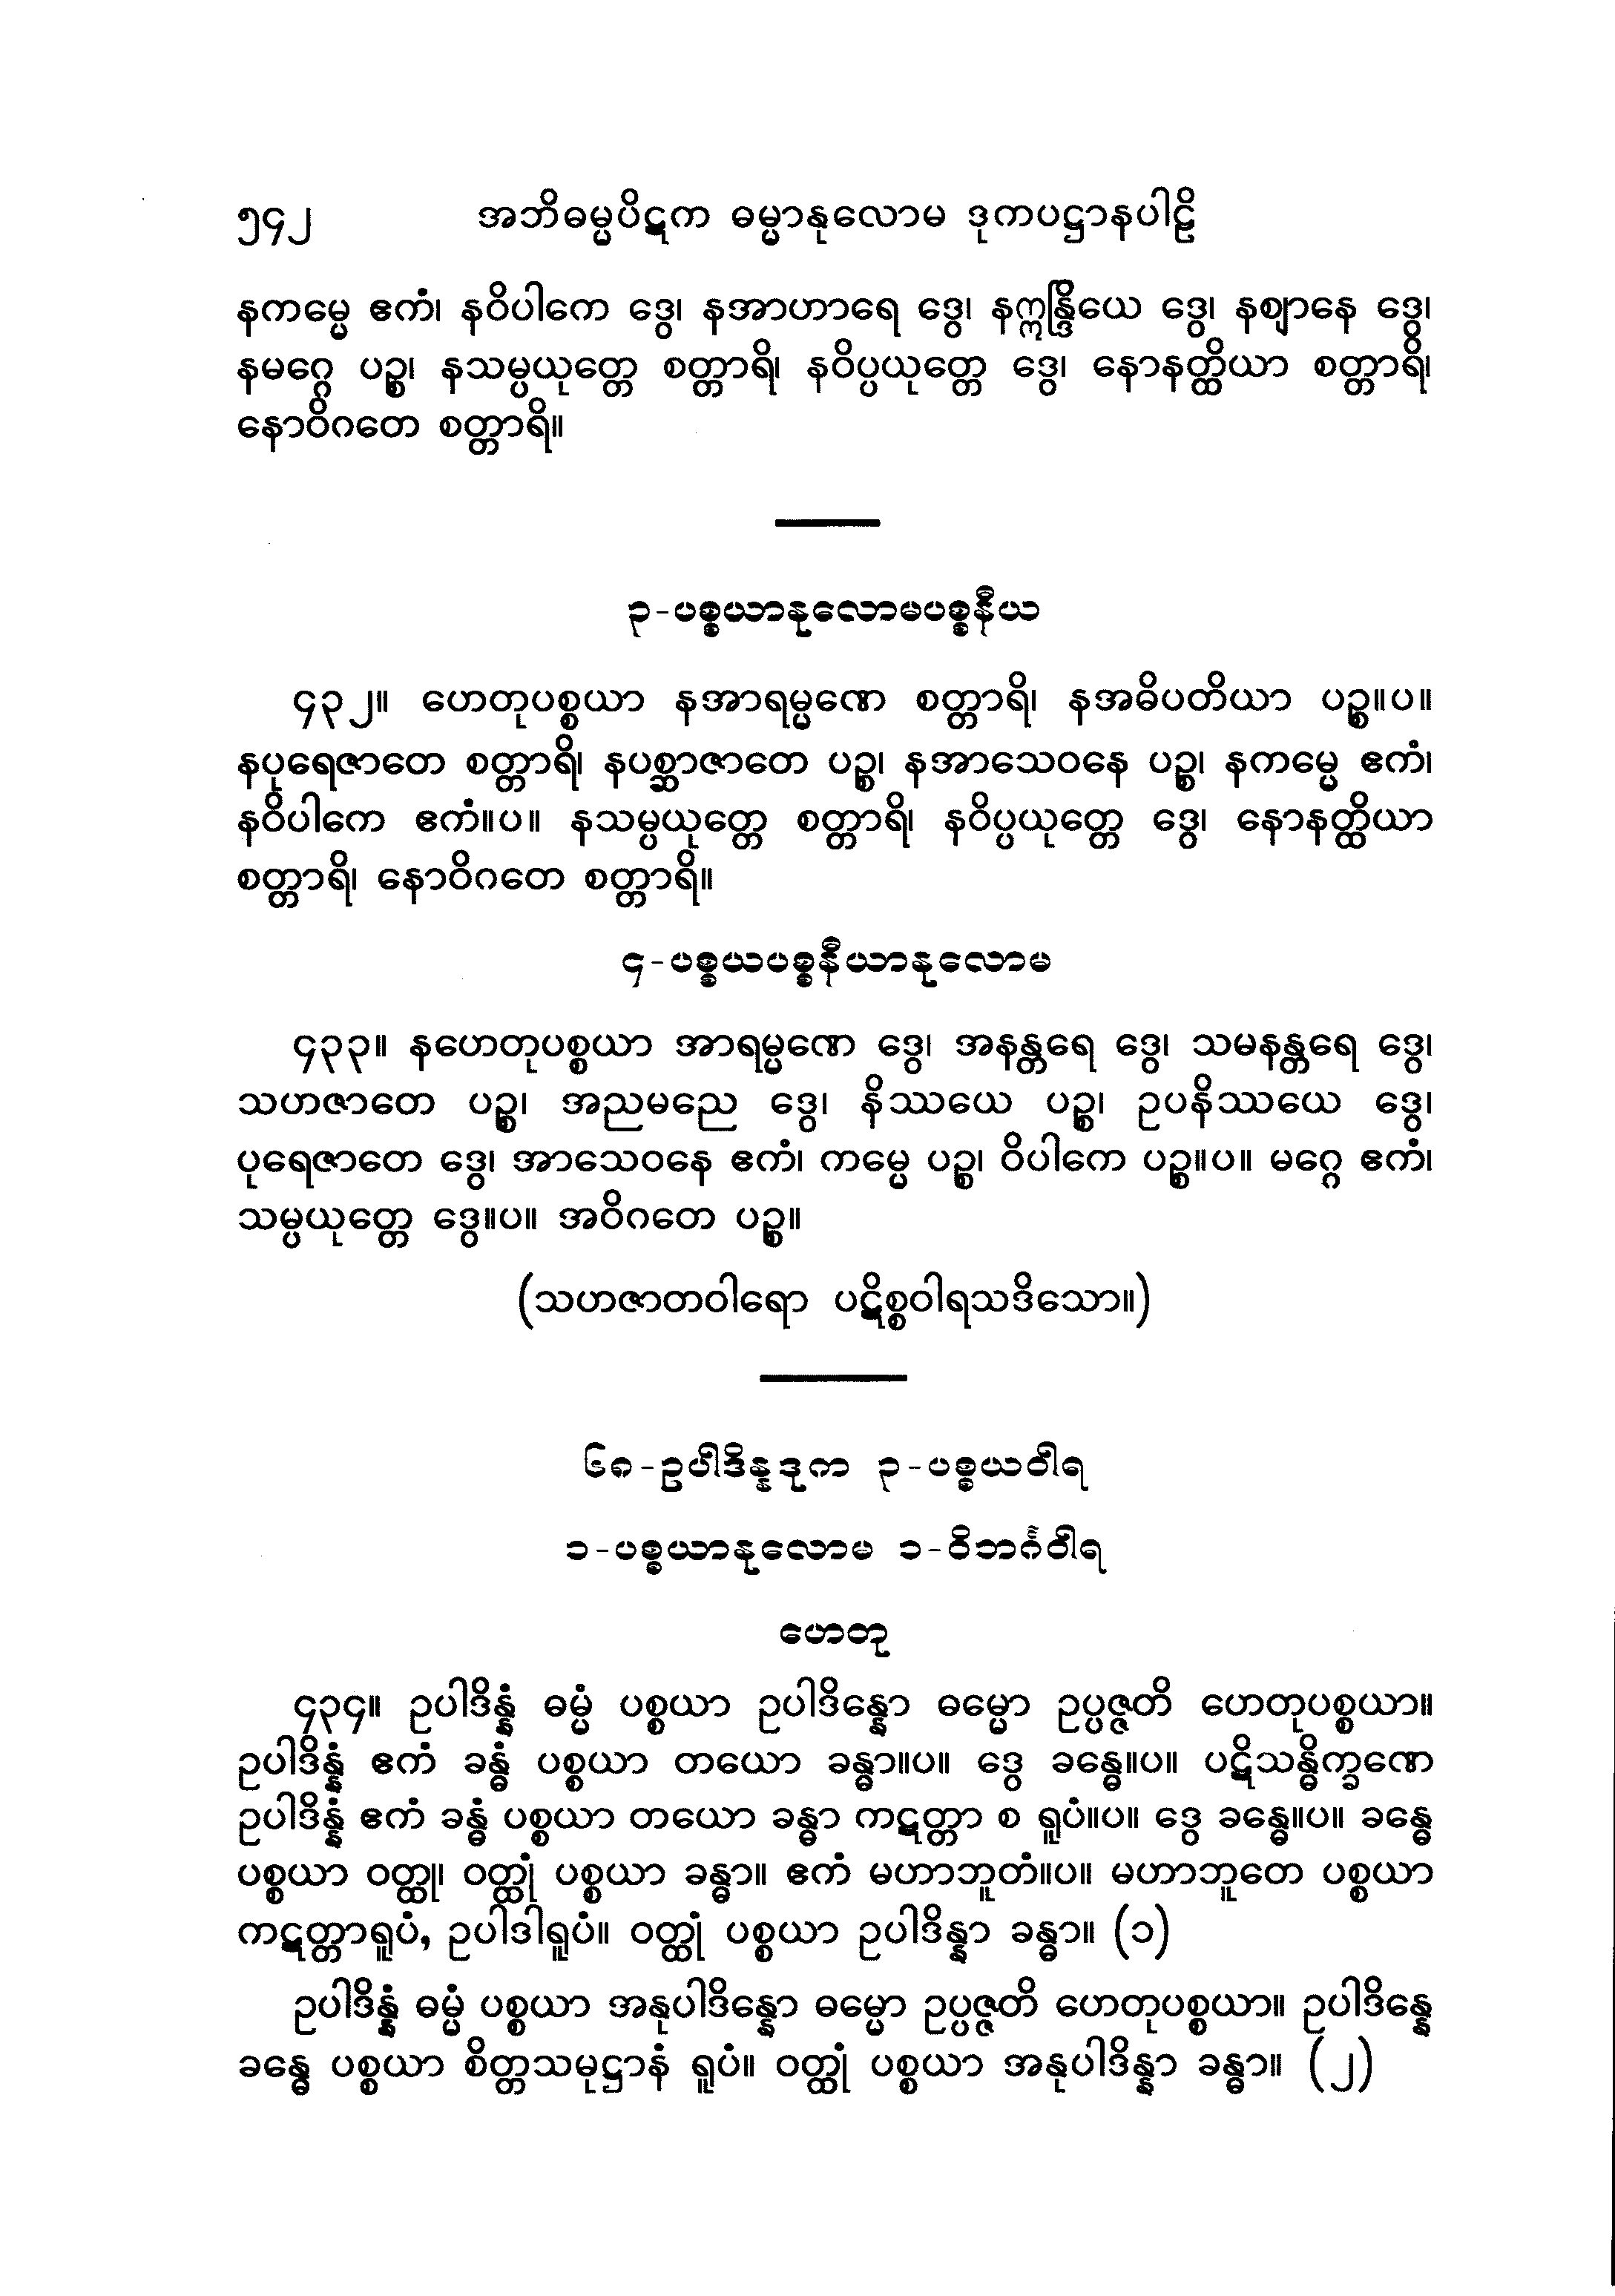 ၅၄၂ အဘိဓမ္မပိဋက ဓမ္မာနုလောမ ဒုကပဋ္ဌာနပါဠိ
နကမ္မေ ဧကံ၊ နဝိပါကေ ဒွေ၊ နအာဟာရေ ဒွေ၊ နဣန္ဒြိယေ ဒွေ၊ နဈာနေ ဒွေ၊
နမဂ္ဂေ ပဉ္စ၊ နသမ္ပယုတ္တေ စတ္တာရိ၊ နဝိပ္ပယုတ္တေ ဒွေ၊ နောနတ္ထိယာ စတ္တာရိ၊
နောဝိဂတေ စတ္တာရိ။
၃-ပစ္စယာနုလောမပစ္စနီယ
၄၃၂။ ဟေတုပစ္စယာ နအာရမ္မဏေ စတ္တာရိ၊ နအဓိပတိယာ ပဉ္စ။ပ။
နပုရေဇာတေ စတ္တာရိ၊ နပစ္ဆာဇာတေ ပဉ္စ၊ နအာသေဝနေ ပဉ္စ၊ နကမ္မေ ဧကံ၊
နဝိပါကေ ဧကံ။ပ။ နသမ္ပယုတ္တေ စတ္တာရိ၊ နဝိပ္ပယုတ္တေ ဒွေ၊ နောနတ္ထိယာ
စတ္တာရိ၊ နောဝိဂတေ စတ္တာရိ။
၄-ပစ္စယပစ္စနီယာနုလောမ
၄၃၃။ နဟေတုပစ္စယာ အာရမ္မဏေ ဒွေ၊ အနန္တရေ ဒွေ၊ သမနန္တရေ ဒွေ၊
သဟဇာတေ ပဉ္စ၊ အညမညေ ဒွေ၊ နိဿယေ ပဉ္စ၊ ဥပနိဿယေ ဒွေ၊
ပုရေဇာတေ ဒွေ၊ အာသေဝနေ ဧကံ၊ ကမ္မေ ပဉ္စ၊ ဝိပါကေ ပဉ္စ။ပ။ မဂ္ဂေ ဧကံ၊
သမ္ပယုတ္တေ ဒွေ။ပ။ အဝိဂတေ ပဉ္စ။
(သဟဇာတဝါရော ပဋိစ္စဝါရသဒိသော။)
၆၈-ဥပါဒိန္နဒုက ၃-ပစ္စယဝါရ
၁-ပစ္စယာနုလောမ ၁-ဝိဘင်္ဂဝါရ
ဟေတု
၄၃၄။ ဥပါဒိန္နံ ဓမ္မံ ပစ္စယာ ဥပါဒိန္နော ဓမ္မော ဥပ္ပဇ္ဇတိ ဟေတုပစ္စယာ။
ဥပါဒိန္နံ ဧကံ ခန္ဓံ ပစ္စယာ တယော ခန္ဓာ။ပ။ ဒွေ ခန္ဓေ။ပ။ ပဋိသန္ဓိက္ခဏေ
ဥပါဒိန္နံ ဧကံ ခန္ဓံ ပစ္စယာ တယော ခန္ဓာ ကဋတ္တာ စ ရူပံ။ပ။ ဒွေ ခန္ဓေ။ပ။ ခန္ဓေ
ပစ္စယာ ဝတ္ထု၊ ဝတ္ထုံ ပစ္စယာ ခန္ဓာ။ ဧကံ မဟာဘူတံ။ပ။ မဟာဘူတေ ပစ္စယာ
ကဋတ္တာရူပံ, ဥပါဒါရူပံ။ ဝတ္ထုံ ပစ္စယာ ဥပါဒိန္နာ ခန္ဓာ။ (၁)
ဥပါဒိန္နံ ဓမ္မံ ပစ္စယာ အနုပါဒိန္နော ဓမ္မော ဥပ္ပဇ္ဇတိ ဟေတုပစ္စယာ။ ဥပါဒိန္နေ
ခန္ဓေ ပစ္စယာ စိတ္တသမုဋ္ဌာနံ ရူပံ။ ဝတ္ထုံ ပစ္စယာ အနုပါဒိန္နာ ခန္ဓာ။ (၂)